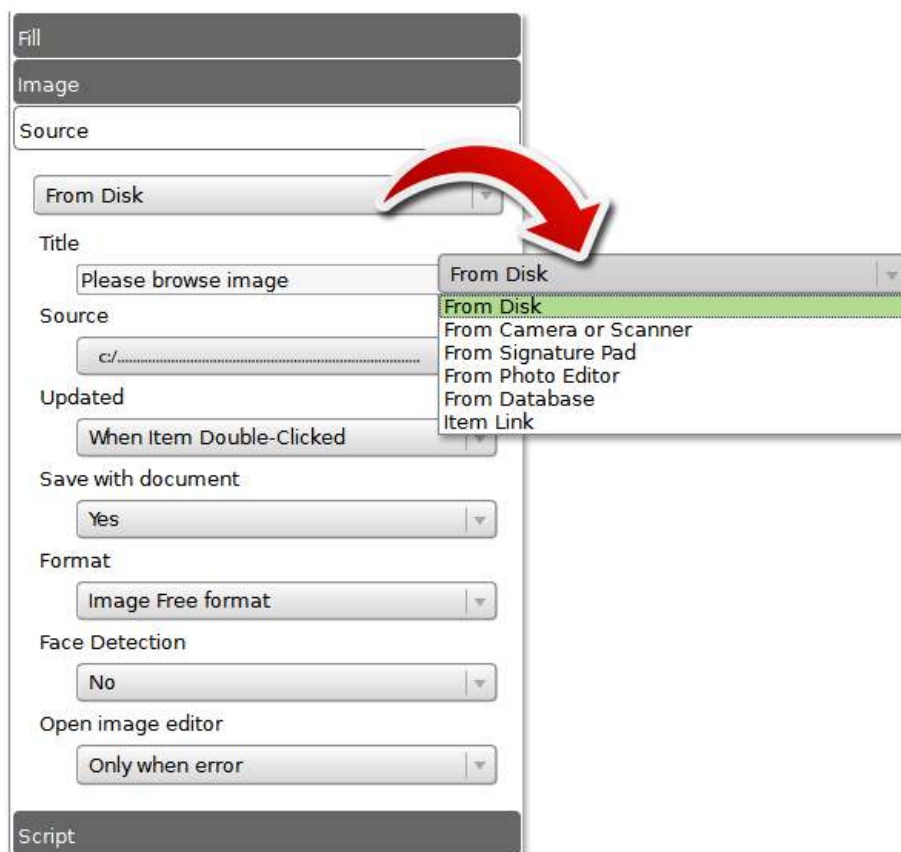 Fill
Image
Source
From Disk
Title
Please browse image
Source
c:/................................................................................
Updated
When Item Double-Clicked
Save with document
Yes
Format
Image Free format
Face Detection
No
Open image editor
Only when error
Script
From Disk
From Disk
From Camera or Scanner
From Signature Pad
From Photo Editor
From Database
Item Link